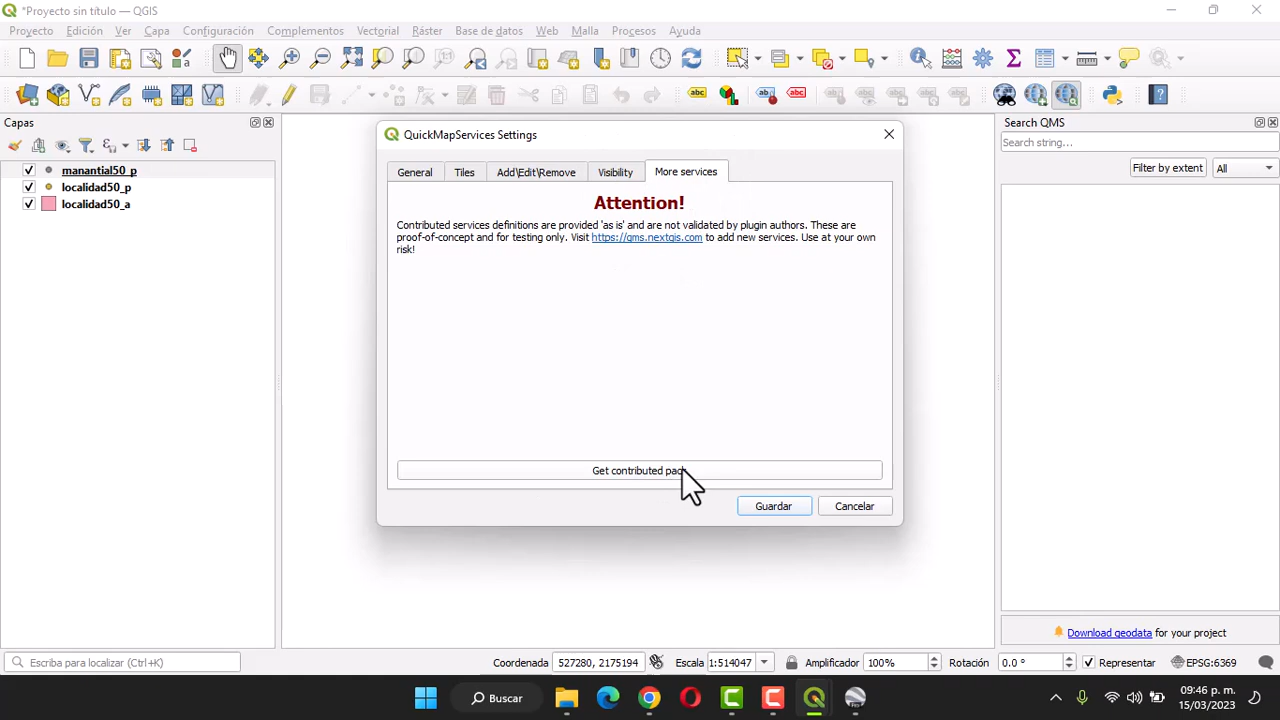 *Proyecto sin título — QGIS
Proyecto Edición Ver Capa Configuración Complementos Vectorial Ráster Base de datos Web Malla Procesos Ayuda
Capas
manantial50_p
localidad50_p
localidad50_a
QuickMapServices Settings
General Tiles Add\Edit\Remove Visibility More services
Attention!
Contributed services definitions are provided 'as is' and are not validated by plugin authors. These are
proof-of-concept and for testing only. Visit https://qms.nextgis.com to add new services. Use at your own
risk!
Get contributed pack
Guardar Cancelar
Search QMS
Search string...
Filter by extent All
Download geodata for your project
Escriba para localizar (Ctrl+K) Coordenada 527280, 2175194 Escala 1:514047 Amplificador 100% Rotación 0.0 ° Representar EPSG:6369
Buscar
09:46 p. m.
15/03/2023